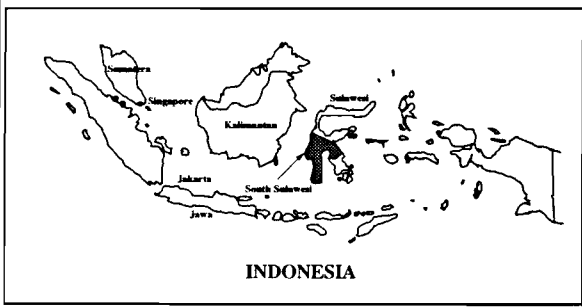 Sumatera
Singapore
Sulawesi
Kalimantan
Jakarta
South Sulawesi
Jawa
INDONESIA